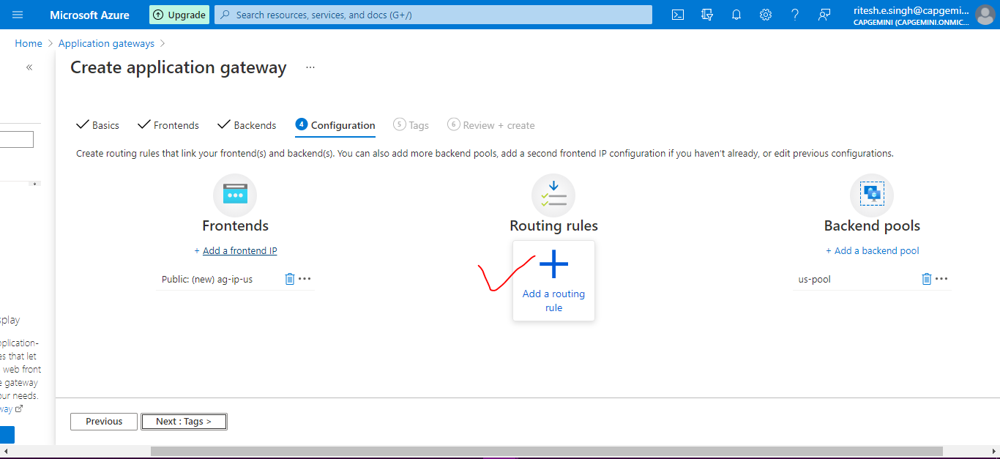 Microsoft Azure
Upgrade
Search resources, services, and docs (G+/)
ritesh.e.singh@capgemi...
CAPGEMINI (CAPGEMINI.ONMIC...
Home > Application gateways >
Create application gateway ...
Basics Frontends Backends 4 Configuration 5 Tags 6 Review + create
Create routing rules that link your frontend(s) and backend(s). You can also add more backend pools, add a second frontend IP configuration if you haven't already, or edit previous configurations.
Frontends
+ Add a frontend IP
Public: (new) ag-ip-us
Routing rules
Add a routing
rule
Backend pools
+ Add a backend pool
us-pool
splay
plication-
es that let
web front
e gateway
our needs.
way
Previous
Next : Tags >